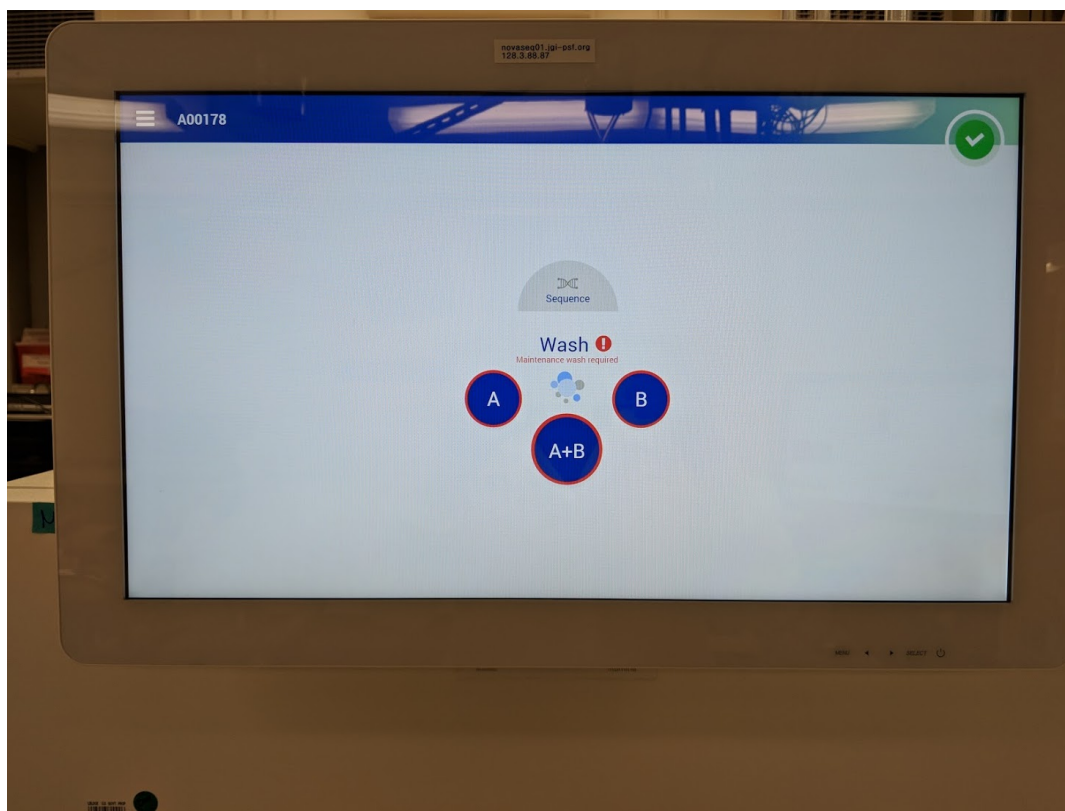 novaseq01.jgi-psf.org
128.3.88.87
A00178
Sequence
Wash
Maintenance wash required
A
B
A+B
MENU
SELECT